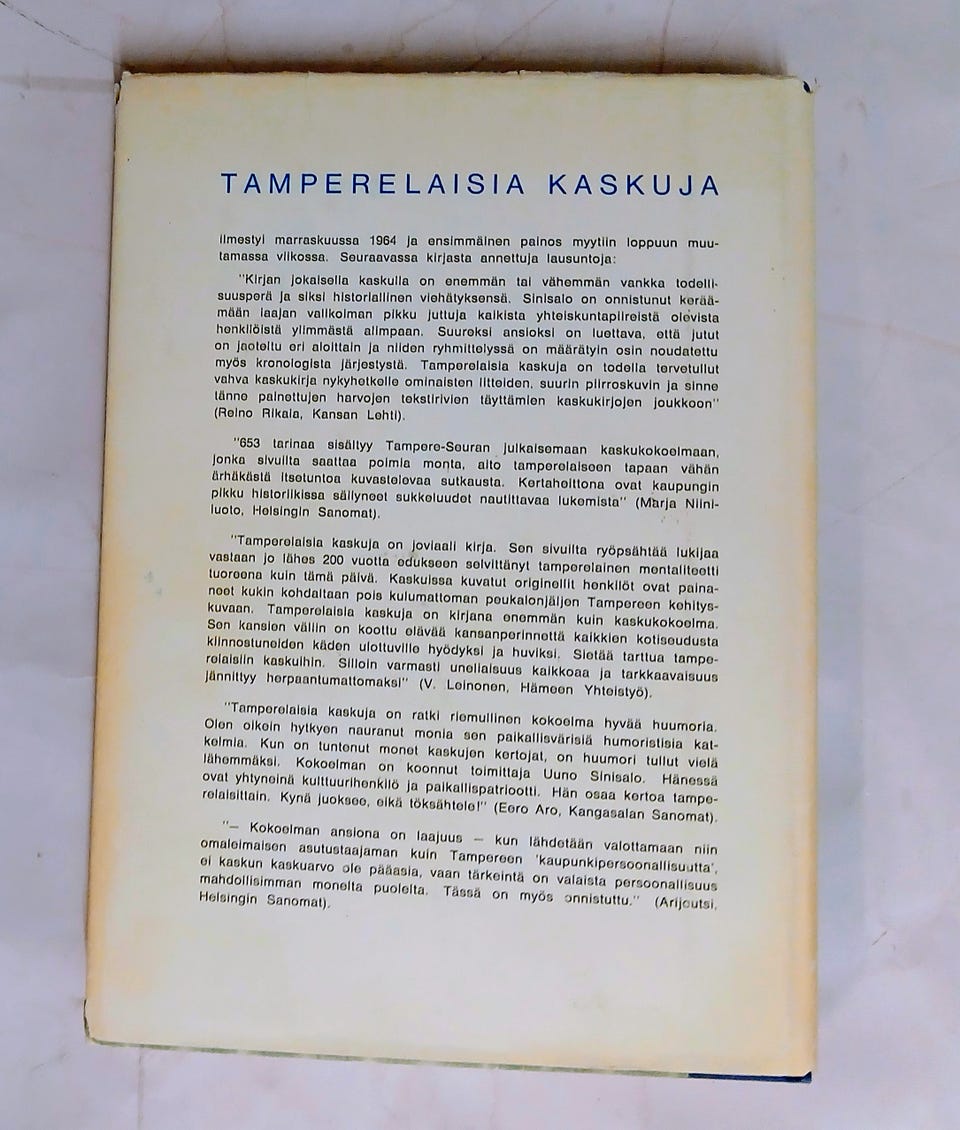 TAMPERELAISIA KASKUJA
ilmestyi marraskuussa 1964 ja ensimmäinen painos myytiin loppuun muu-
tamassa viikossa. Seuraavassa kirjasta annettuja lausuntoja:
"Kirjan jokaisella kaskulla on enemmän tai vähemmän vankka todelli-
suusperä ja siksi historiallinen viehätyksensä. Sinisalo on onnistunut kerää-
mään laajan valikoiman pikku juttuja kaikista yhteiskuntapiireistä olevista
henkilöistä ylimmästä alimpaan. Suureksi ansioksi on luettava, että jutut
on jaoteltu eri aloittain ja niiden ryhmittelyssä on määrätyin osin noudatettu
myös kronologista järjestystä. Tamperelaisia kaskuja on todella tervetullut
vahva kaskukirja nykyhetkelle ominaisten liitteiden, suurin piirroskuvin ja sinne
tänne painettujen harvojen tekstirivien täyttämien kaskukirjojen joukkoon"
(Reino Rikala, Kansan Lehti).
"653 tarinaa sisältyy Tampere-Seuran julkaisemaan kaskukokoelmaan,
jonka sivuilta saattaa poimia monta, aito tamperelaiseen tapaan vähän
ärhäkästä itsetuntoa kuvastelevaa sutkausta. Kertaheittona ovat kaupungin
pikku historiikissa säilyneet sukkeluudet nautittavaa lukemista" (Marja Niini-
luoto, Helsingin Sanomat).
"Tamperelaisia kaskuja on joviaali kirja. Sen sivuilta ryöpsähtää lukijaa
vastaan jo lähes 200 vuotta edukseen selvittänyt tamperelainen mentaliteetti
tuoreena kuin tämä päivä. Kaskuissa kuvatut originellit henkilöt ovat paina-
neet kukin kohdaltaan pois kulumattoman peukalonjäljen Tampereen kehitys-
kuvaan. Tamperelaisia kaskuja on kirjana enemmän kuin kaskukokoelma.
Sen kansien väliin on koottu elävää kansanperinnettä kaikkien kotiseudusta
kiinnostuneiden käden ulottuville hyödyksi ja huviksi. Sietää tarttua tampe-
relaisiin kaskuihin. Silloin varmasti unellaisuus kaikkoaa ja tarkkaavaisuus
jännittyy herpaantumattomaksi" (V. Leinonen, Hämeen Yhteistyö).
"Tamperelaisia kaskuja on ratki riemullinen kokoelma hyvää huumoria.
Olen oikein hytkyen nauranut monia sen paikallisvärisiä humoristisia kat-
kelmia. Kun on tuntenut monet kaskujen kertojat, on huumori tullut vielä
lähemmäksi. Kokoelman on koonnut toimittaja Uuno Sinisalo. Hänessä
ovat yhtyneinä kulttuurihenkilö ja paikallispatriootti. Hän osaa kertoa tampe-
relaisittain. Kynä juoksee, eikä töksähtele!" (Eero Aro, Kangasalan Sanomat).
"— Kokoelman ansiona on laajuus — kun lähdetään valottamaan niin
omaleimaisen asutustaajaman kuin Tampereen 'kaupunkipersoonallisuutta',
ei kaskun kaskuarvo ole pääasia, vaan tärkeintä on valaista persoonallisuus
mahdollisimman monelta puolelta. Tässä on myös onnistuttu." (Arijoutsi,
Helsingin Sanomat).